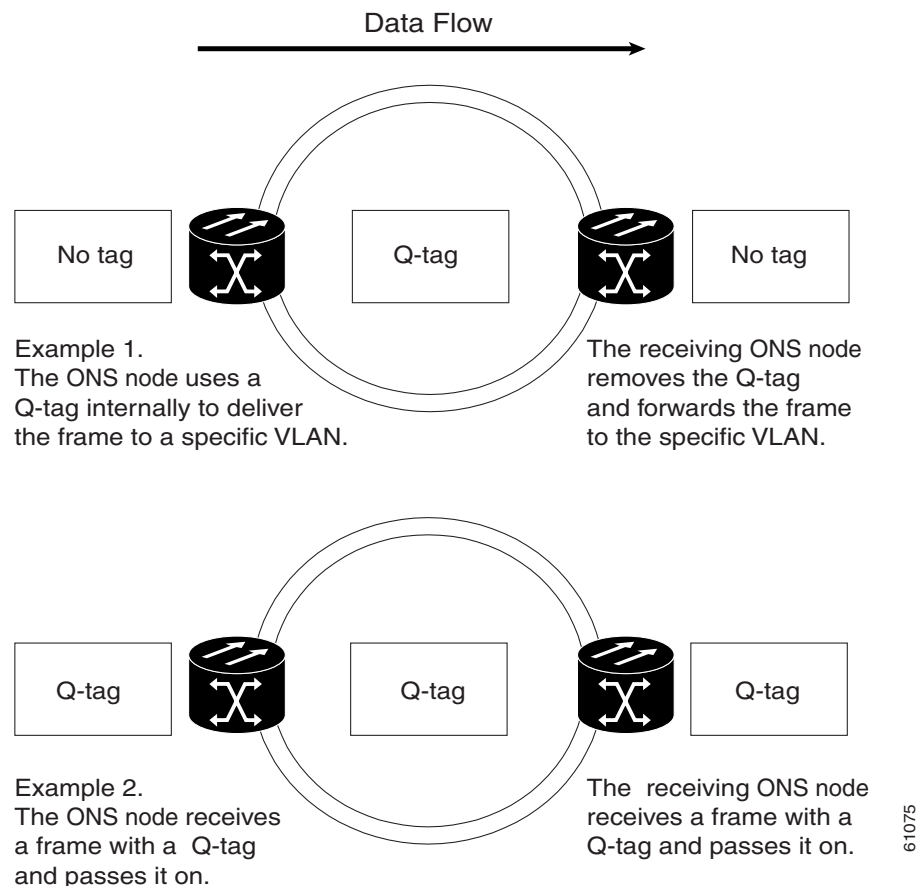 Data Flow
No tag
Q-tag
No tag
Example 1.
The ONS node uses a
Q-tag internally to deliver
the frame to a specific VLAN.
The receiving ONS node
removes the Q-tag
and forwards the frame
to the specific VLAN.
Q-tag
Q-tag
Q-tag
Example 2.
The ONS node receives
a frame with a Q-tag
and passes it on.
The receiving ONS node
receives a frame with a
Q-tag and passes it on.
61075